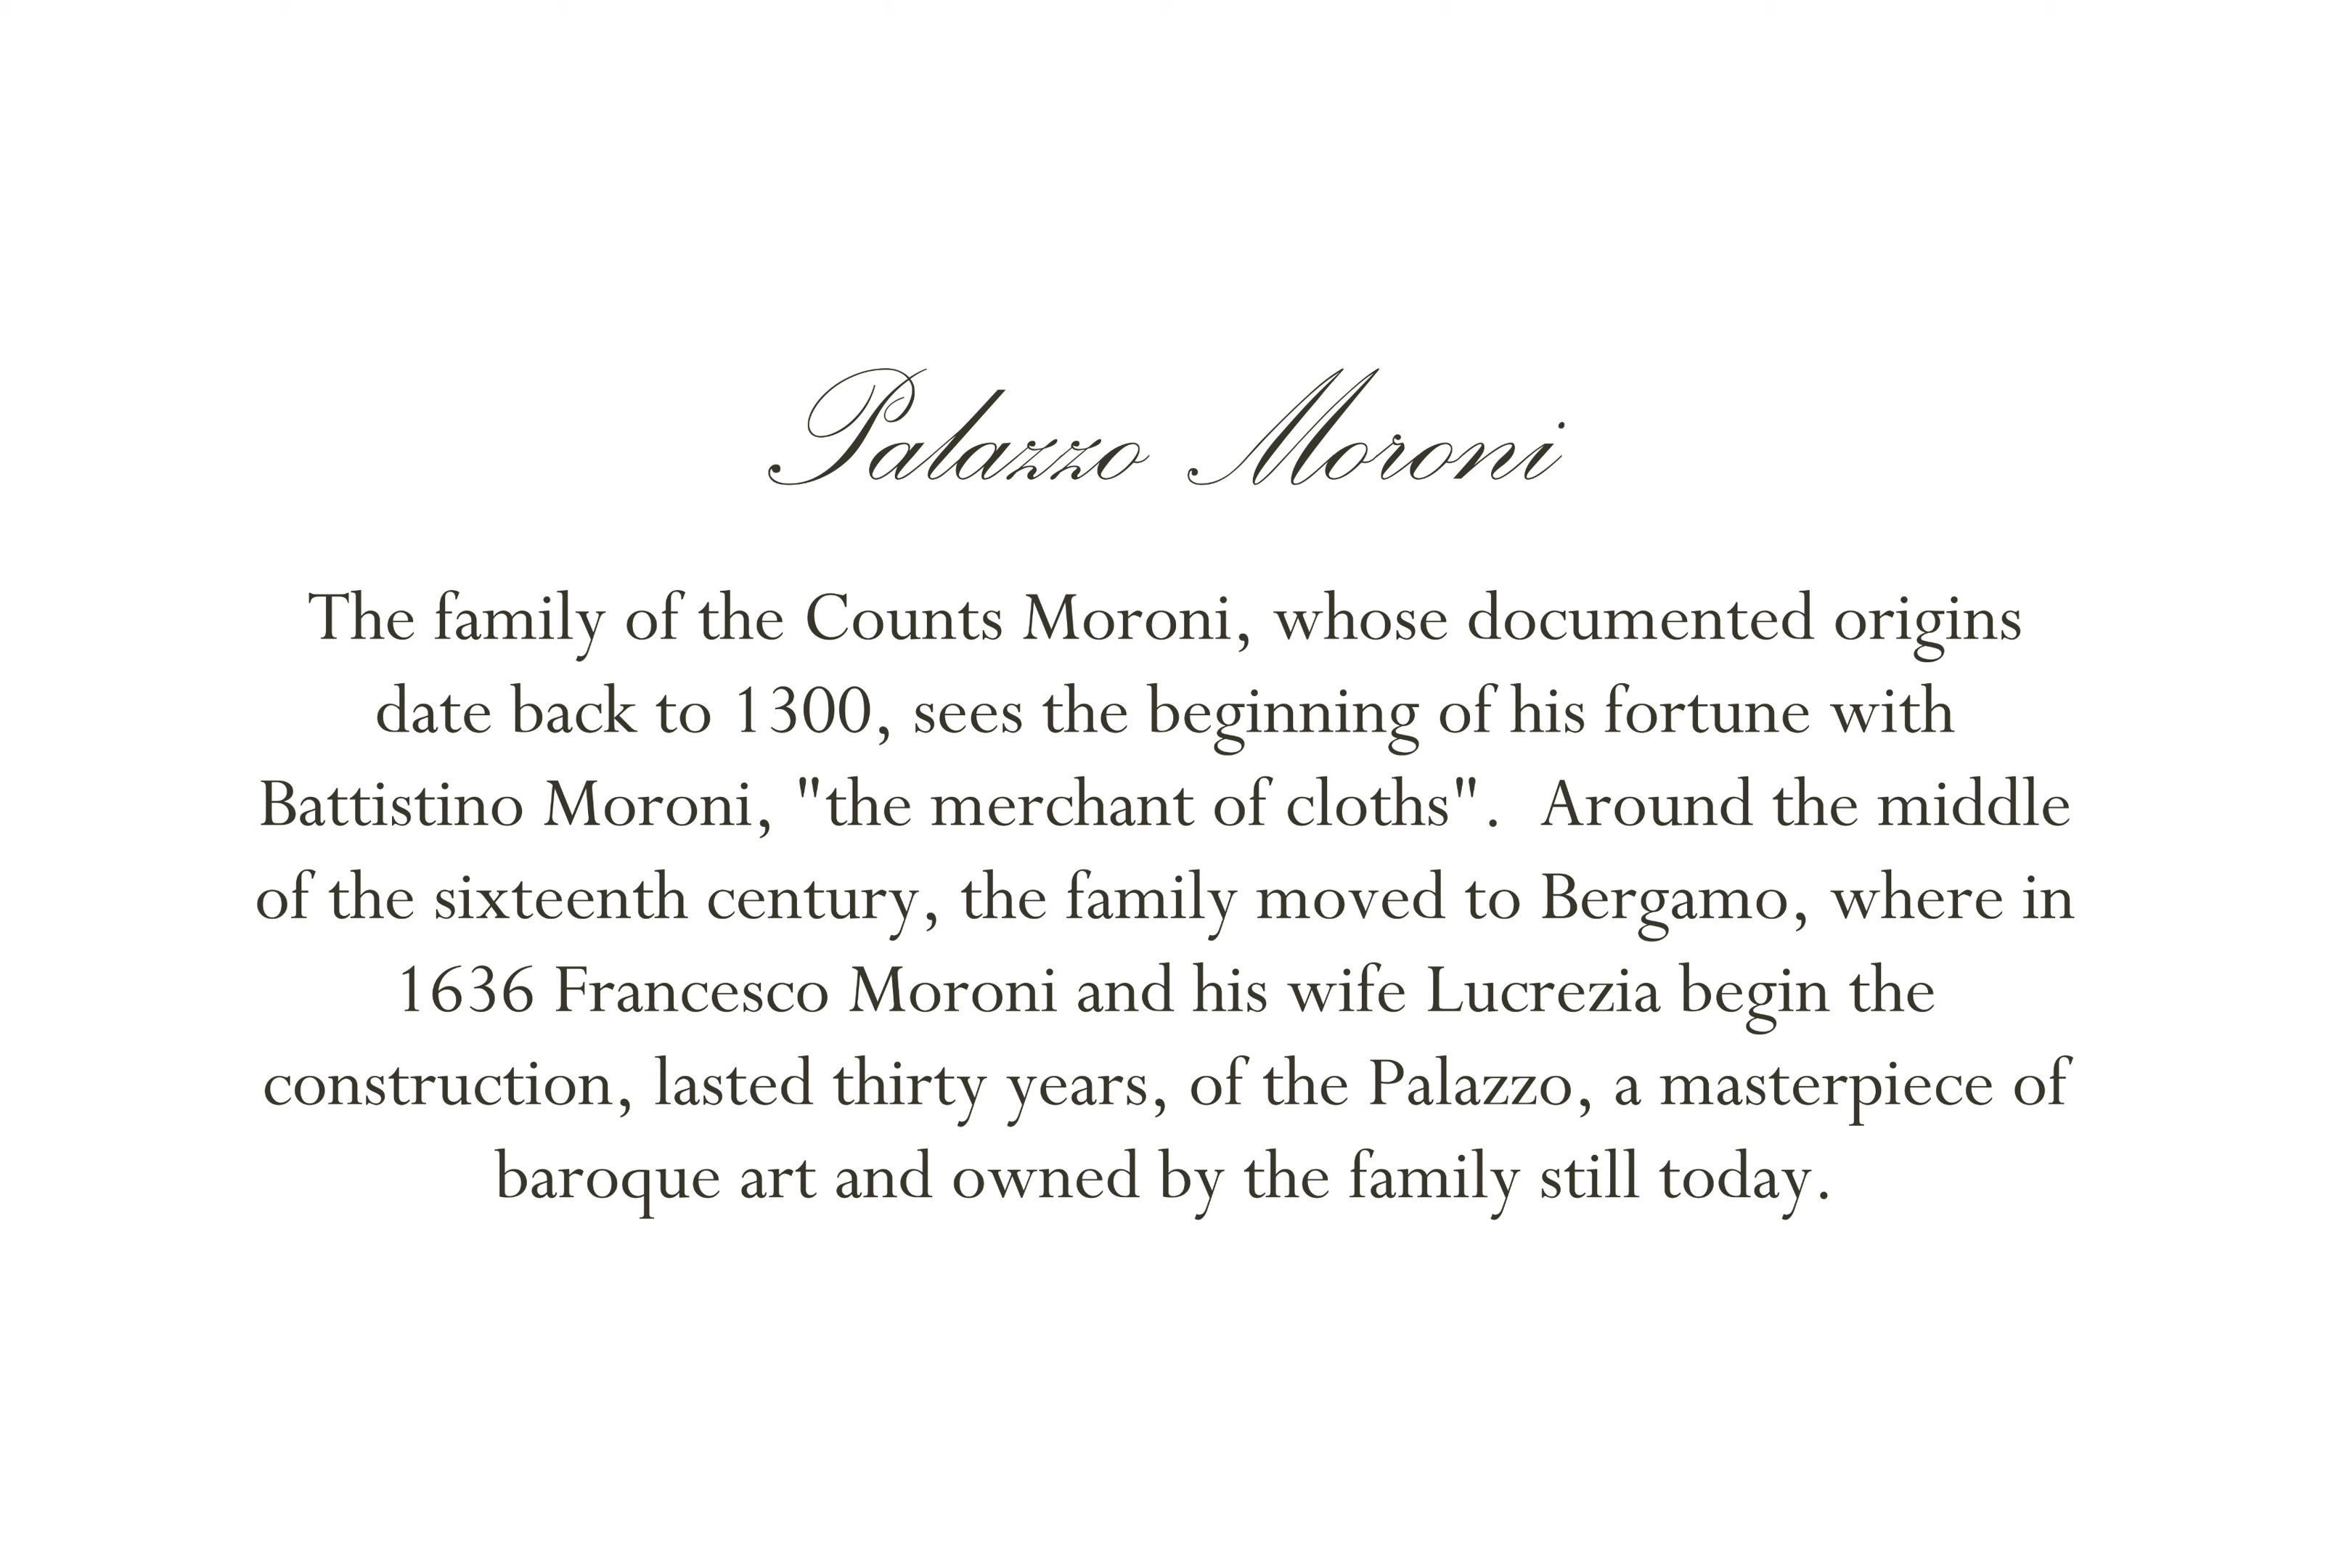 Palazzo Moroni
The family of the Counts Moroni, whose documented origins
date back to 1300, sees the beginning of his fortune with
Battistino Moroni, "the merchant of cloths".  Around the middle
of the sixteenth century, the family moved to Bergamo, where in
1636 Francesco Moroni and his wife Lucrezia begin the
construction, lasted thirty years, of the Palazzo, a masterpiece of
baroque art and owned by the family still today.